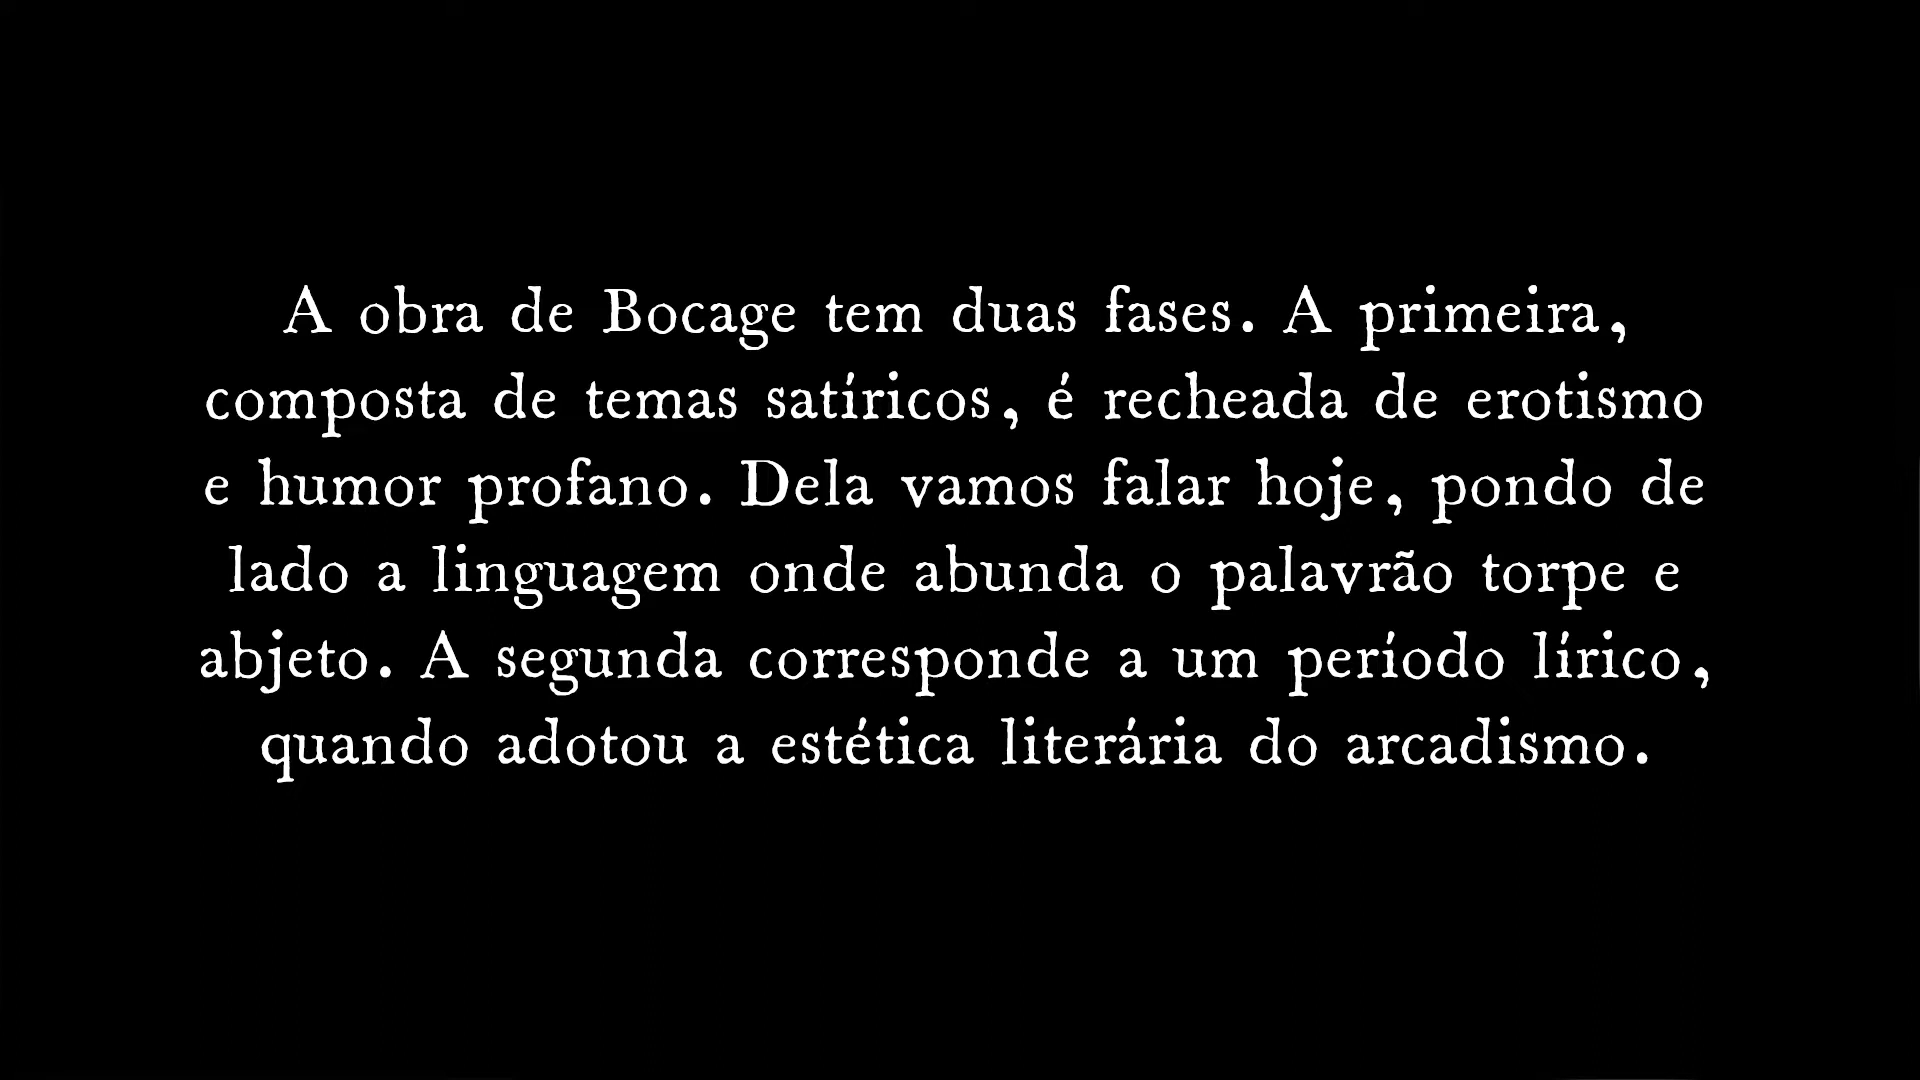 A obra de Bocage tem duas fases. A primeira,
composta de temas satíricos, é recheada de erotismo
e humor profano. Dela vamos falar hoje, pondo de
lado a linguagem onde abunda o palavrão torpe e
abjeto. A segunda corresponde a um período lírico,
quando adotou a estética literária do arcadismo.